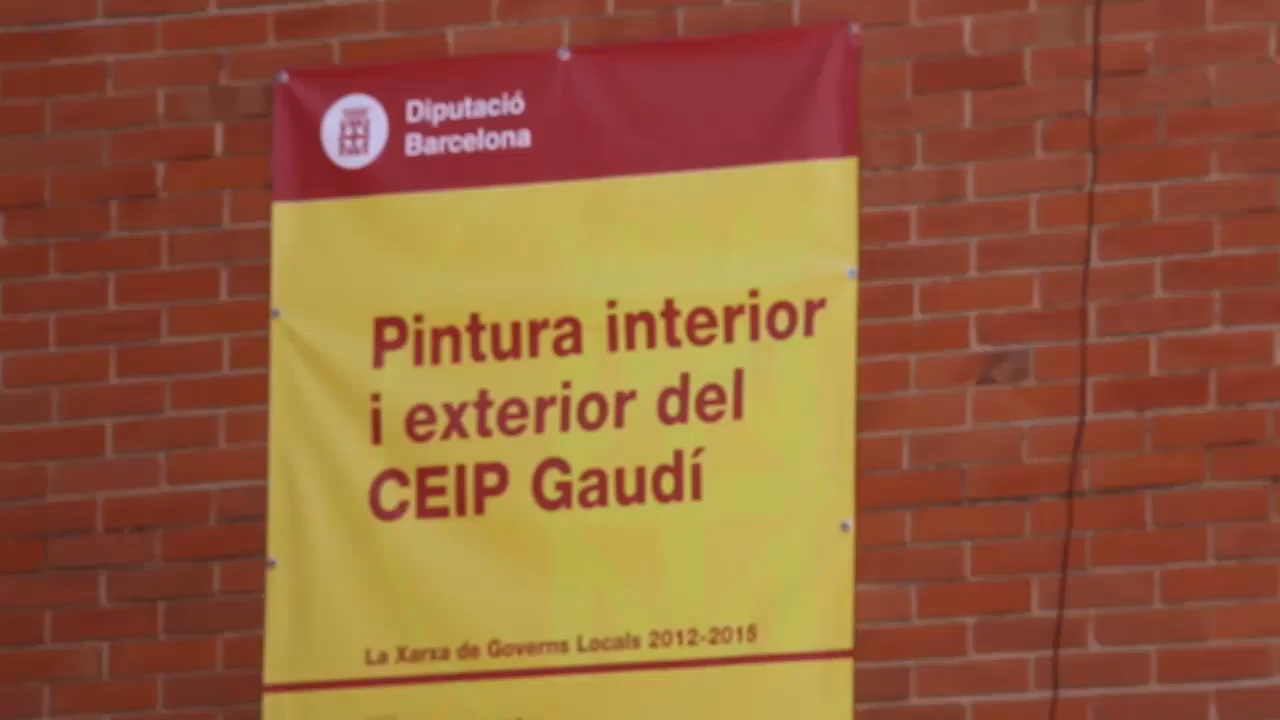 Diputació
Barcelona
Pintura interior
i exterior del
CEIP Gaudí
La Xarxa de Governs Locals 2012-2015